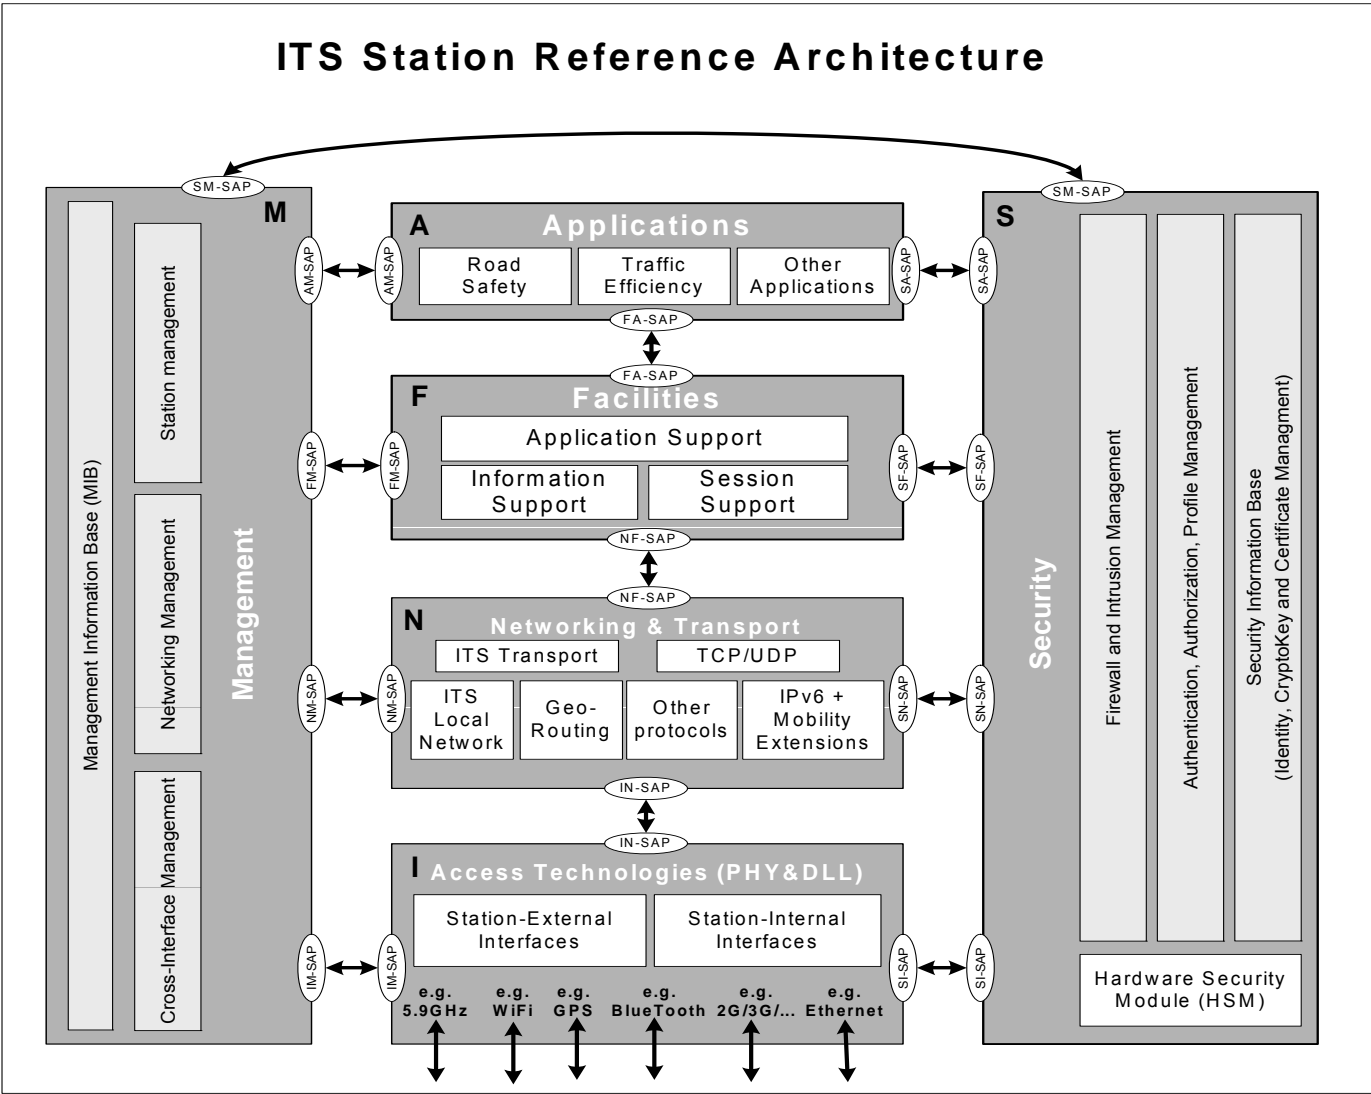 ITS Station Reference Architecture
SM-SAP
SM-SAP
M
Management Information Base (MIB)
Station management
Networking Management
Cross-Interface Management
Management
AM-SAP
AM-SAP
FM-SAP
FM-SAP
NM-SAP
NM-SAP
IM-SAP
IM-SAP
A
Applications
Road
Safety
Traffic
Efficiency
Other
Applications
FA-SAP
FA-SAP
F
Facilities
Application Support
Information
Support
Session
Support
NF-SAP
NF-SAP
N
Networking & Transport
ITS Transport
TCP/UDP
ITS
Local
Network
Geo-
Routing
Other
protocols
IPv6 +
Mobility
Extensions
IN-SAP
IN-SAP
I
Access Technologies (PHY&DLL)
Station-External
Interfaces
Station-Internal
Interfaces
e.g.
5.9GHz
e.g.
WiFi
e.g.
GPS
e.g.
BlueTooth
e.g.
2G/3G/...
e.g.
Ethernet
SA-SAP
SA-SAP
SF-SAP
SF-SAP
SN-SAP
SN-SAP
SI-SAP
SI-SAP
S
Security
Firewall and Intrusion Management
Authentication, Authorization, Profile Management
Security Information Base
(Identity, CryptoKey and Certificate Managment)
Hardware Security
Module (HSM)